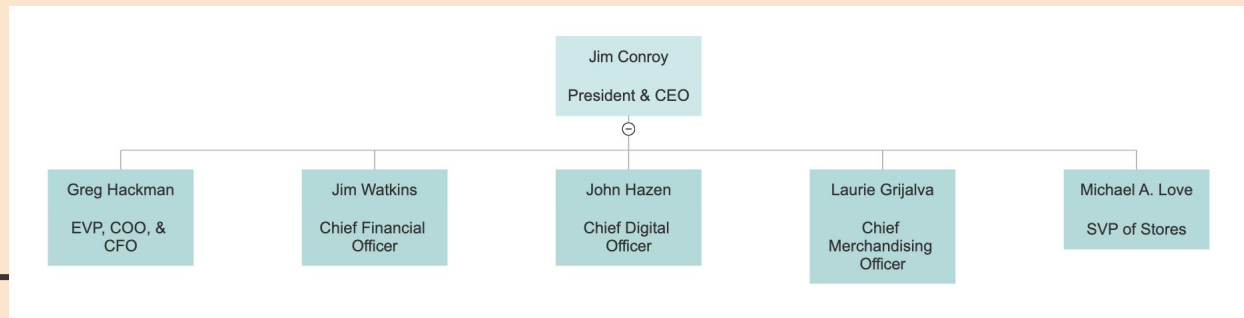 Jim Conroy
President & CEO
Greg Hackman
EVP, COO, &
CFO
Jim Watkins
Chief Financial
Officer
John Hazen
Chief Digital
Officer
Laurie Grijalva
Chief
Merchandising
Officer
Michael A. Love
SVP of Stores